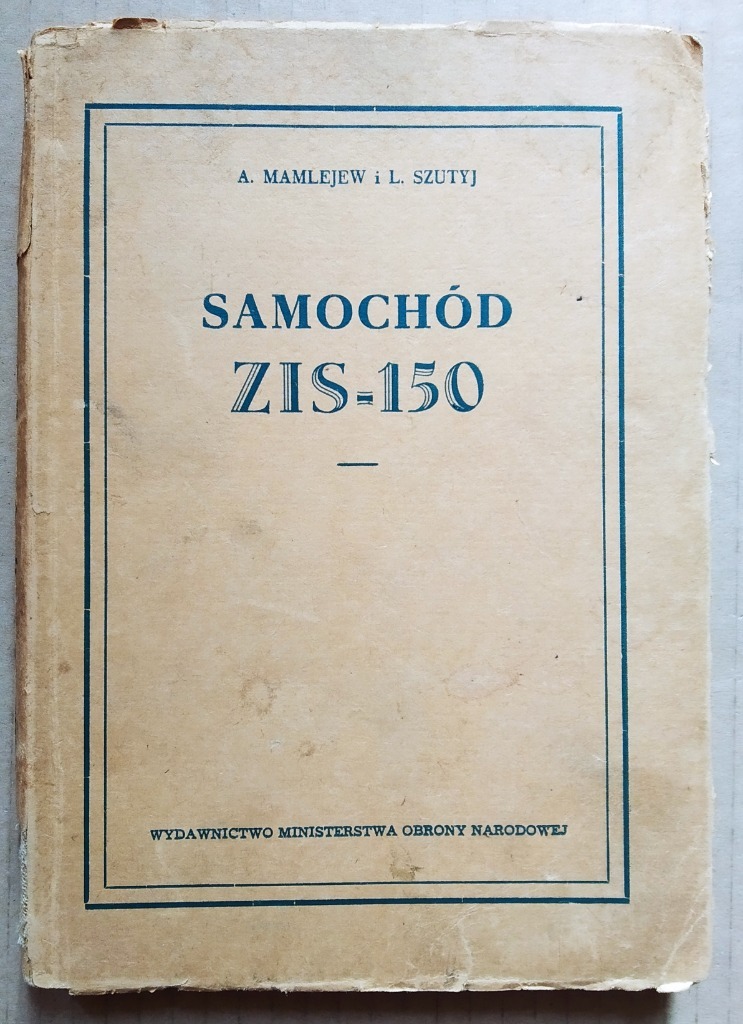 A. MAMLEJEW i L. SZUTYJ
SAMOCHÓD
ZIS-150
WYDAWNICTWO MINISTERSTWA OBRONY NARODOWEJ